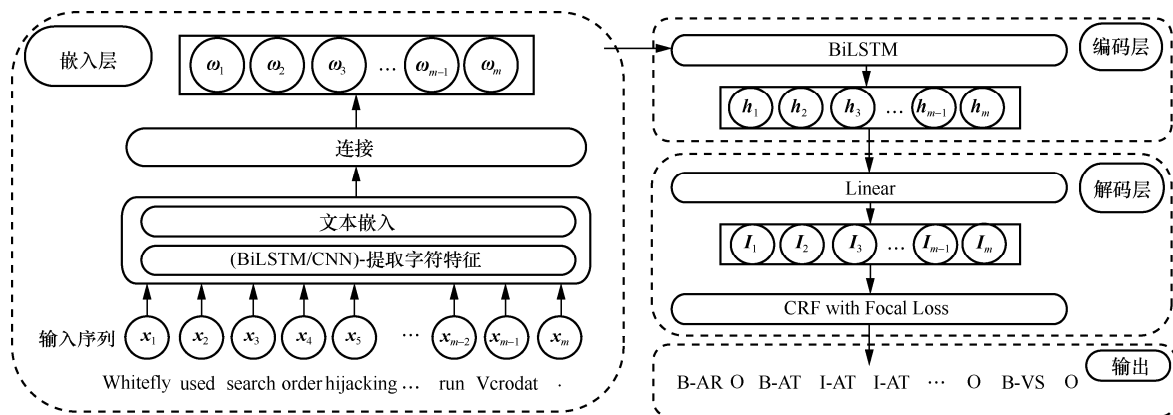 嵌入层
ω1 ω2 ω3 … ωm−1 ωm
连接
文本嵌入
(BiLSTM/CNN)-提取字符特征
输入序列 x1 x2 x3 x4 x5 … xm−2 xm−1 xm
Whitefly used search order hijacking … run Vcrodat .
BiLSTM
编码层
h1 h2 h3 … hm−1 hm
Linear
解码层
I1 I2 I3 … Im−1 Im
CRF with Focal Loss
输出
B-AR O B-AT I-AT I-AT … O B-VS O